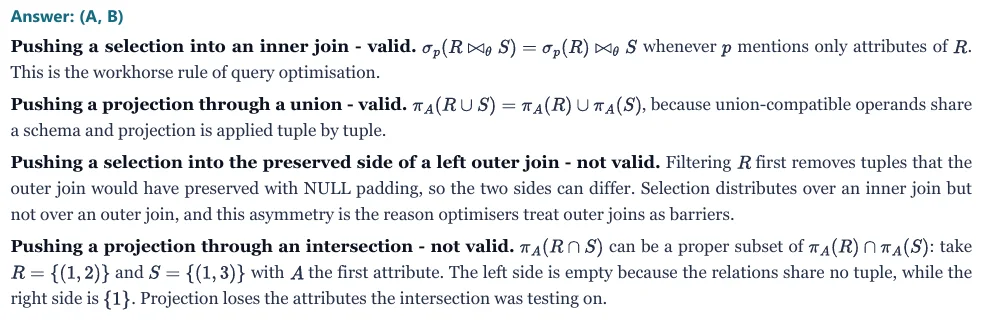 Answer: (A, B)
Pushing a selection into an inner join - valid. σₚ(R ⋈_θ S) = σₚ(R) ⋈_θ S whenever p mentions only attributes of R.
This is the workhorse rule of query optimisation.
Pushing a projection through a union - valid. π_A(R ∪ S) = π_A(R) ∪ π_A(S), because union-compatible operands share
a schema and projection is applied tuple by tuple.
Pushing a selection into the preserved side of a left outer join - not valid. Filtering R first removes tuples that the
outer join would have preserved with NULL padding, so the two sides can differ. Selection distributes over an inner join but
not over an outer join, and this asymmetry is the reason optimisers treat outer joins as barriers.
Pushing a projection through an intersection - not valid. π_A(R ∩ S) can be a proper subset of π_A(R) ∩ π_A(S): take
R = {(1, 2)} and S = {(1, 3)} with A the first attribute. The left side is empty because the relations share no tuple, while the
right side is {1}. Projection loses the attributes the intersection was testing on.